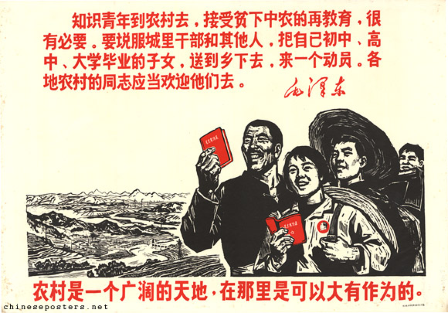 知识青年到农村去，接受贫下中农的再教育，很
有必要。要说服城里干部和其他人，把自己初中、高
中、大学毕业的子女，送到乡下去，来一个动员。各
地农村的同志应当欢迎他们去。
毛泽东
农村是一个广阔的天地，在那里是可以大有作为的。
chineseposters.net